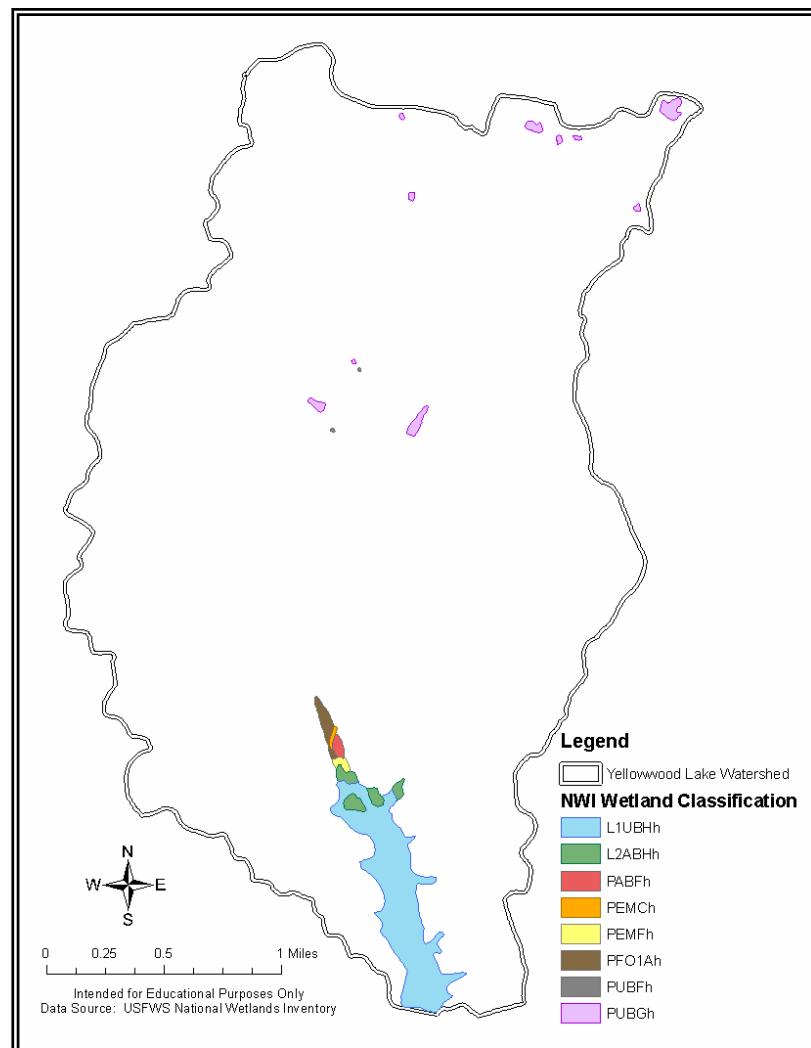 Legend
Yellowwood Lake Watershed
NWI Wetland Classification
L1UBHh
L2ABHh
PABFh
PEMCh
PEMFh
PFO1Ah
PUBFh
PUBGh
N
W E
S
0 0.25 0.5 1 Miles
Intended for Educational Purposes Only
Data Source: USFWS National Wetlands Inventory